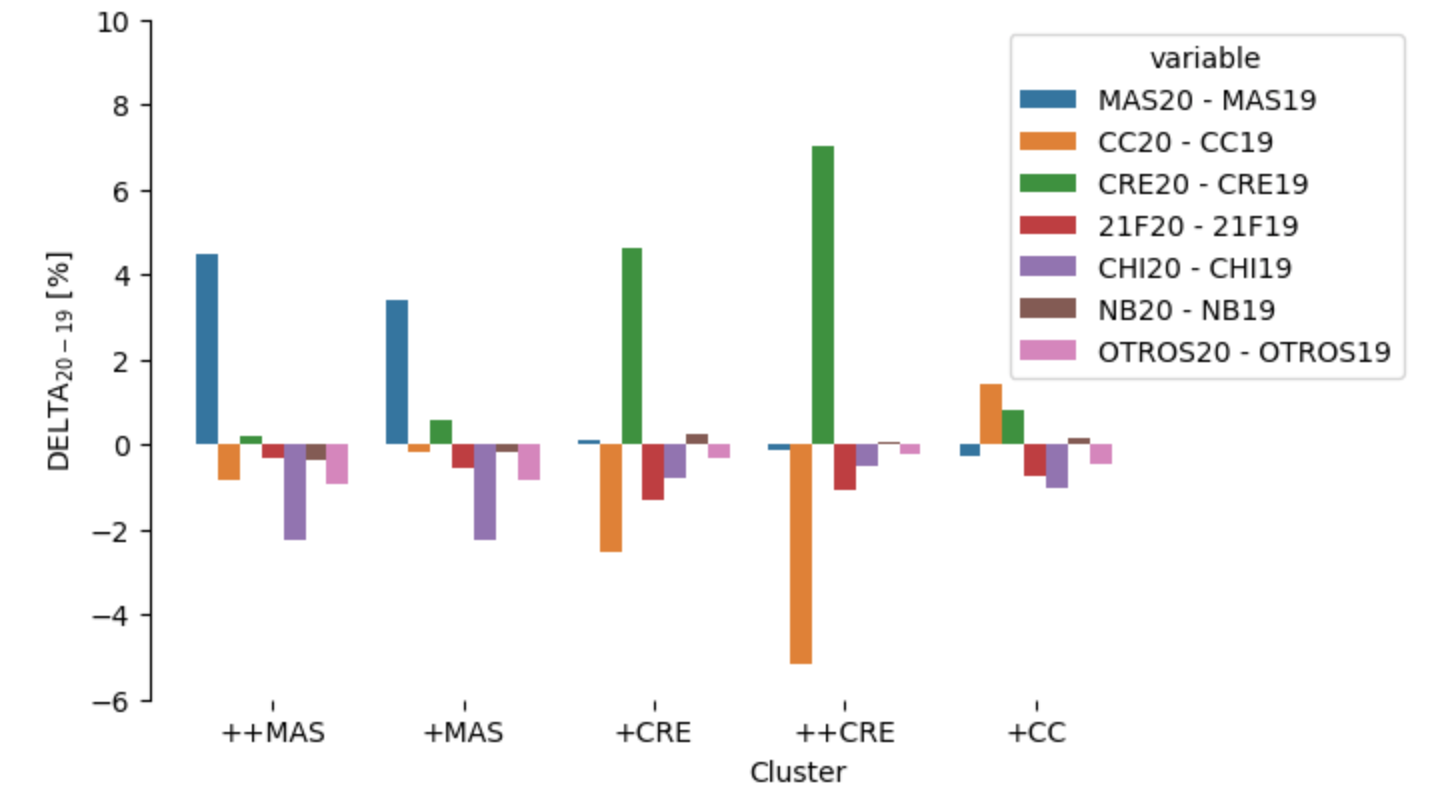 10
8
6
4
2
0
−2
−4
−6
DELTA20 − 19 [%]
variable
MAS20 - MAS19
CC20 - CC19
CRE20 - CRE19
21F20 - 21F19
CHI20 - CHI19
NB20 - NB19
OTROS20 - OTROS19
++MAS +MAS +CRE ++CRE +CC
Cluster